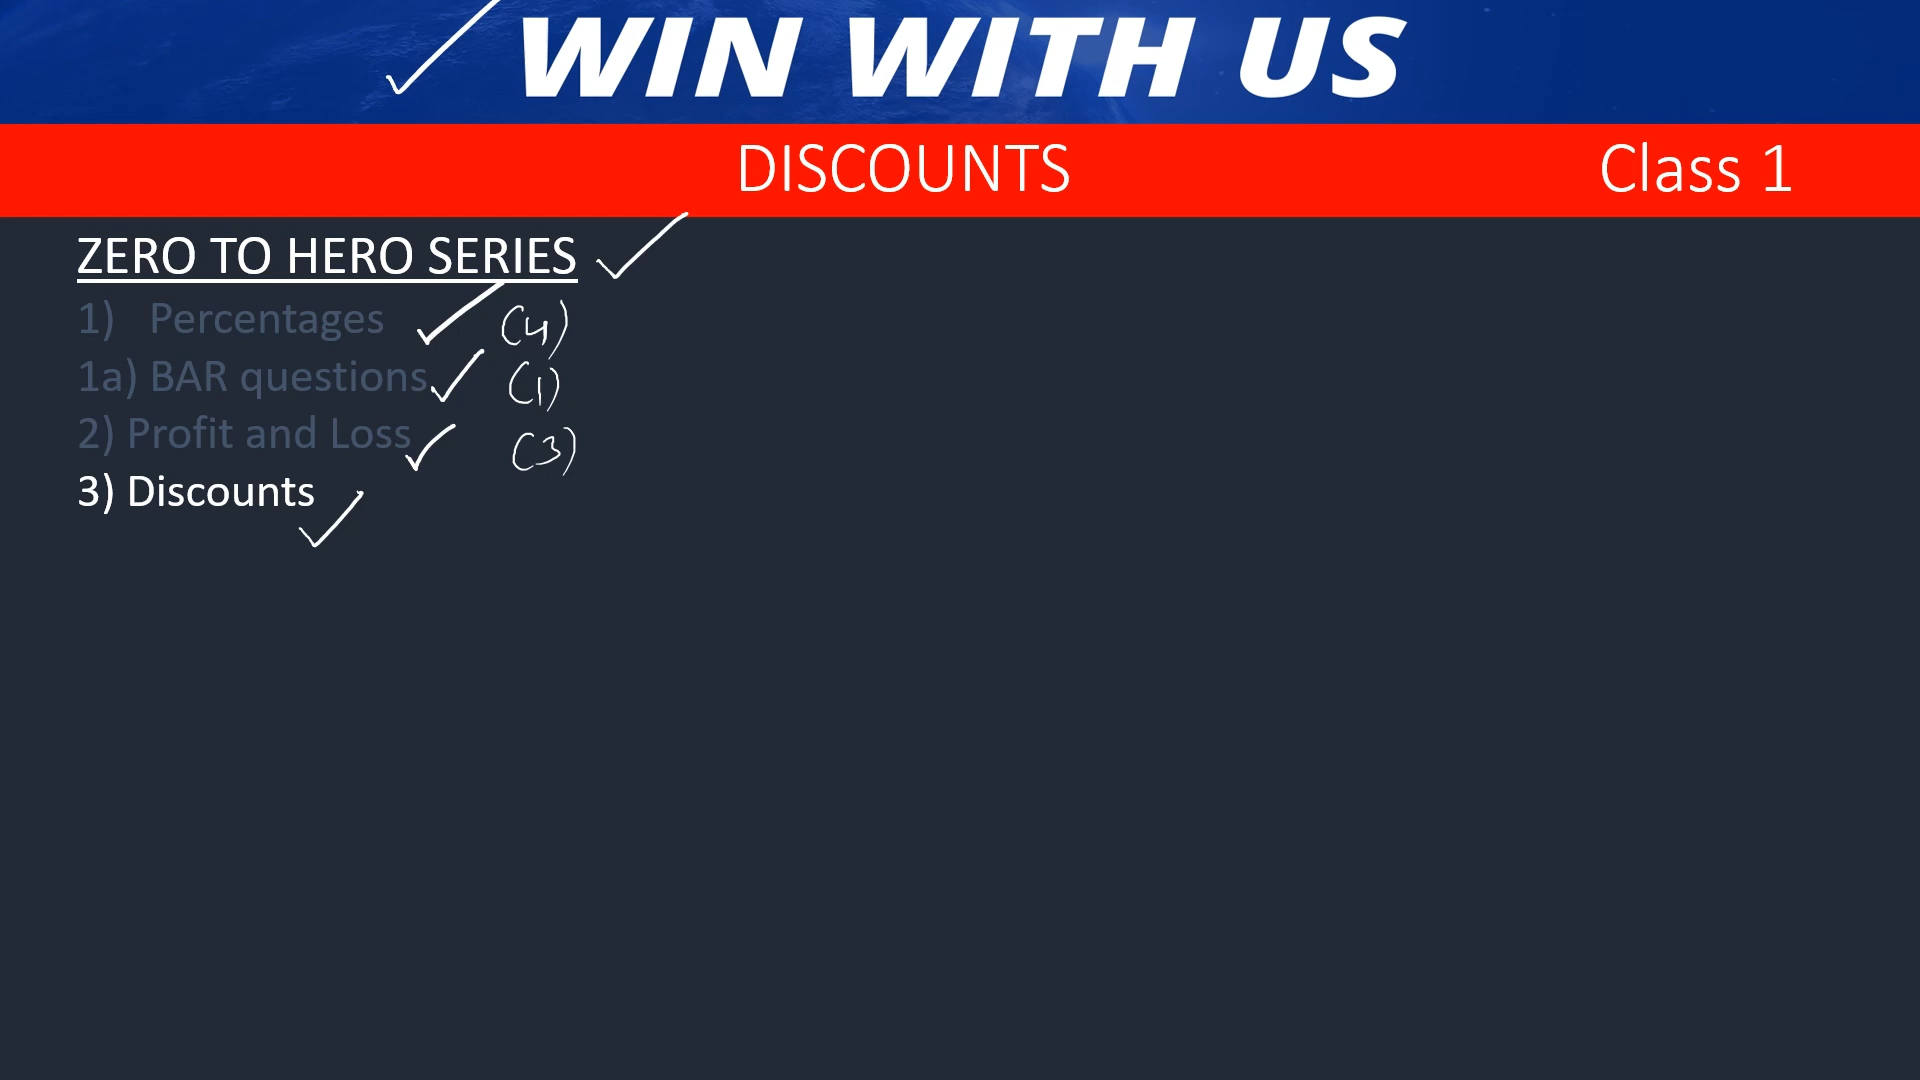 WIN WITH US
DISCOUNTS Class 1
ZERO TO HERO SERIES
1) Percentages (4)
1a) BAR questions (1)
2) Profit and Loss (3)
3) Discounts